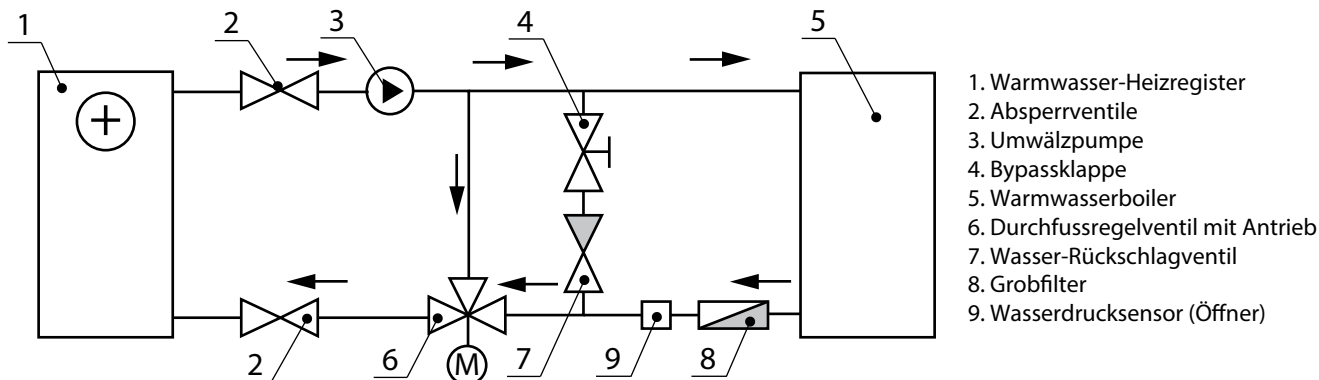 1
2
3
4
5
6
2
7
9
8
M
1. Warmwasser-Heizregister
2. Absperrventile
3. Umwälzpumpe
4. Bypassklappe
5. Warmwasserboiler
6. Durchfussregelventil mit Antrieb
7. Wasser-Rückschlagventil
8. Grobfilter
9. Wasserdrucksensor (Öffner)